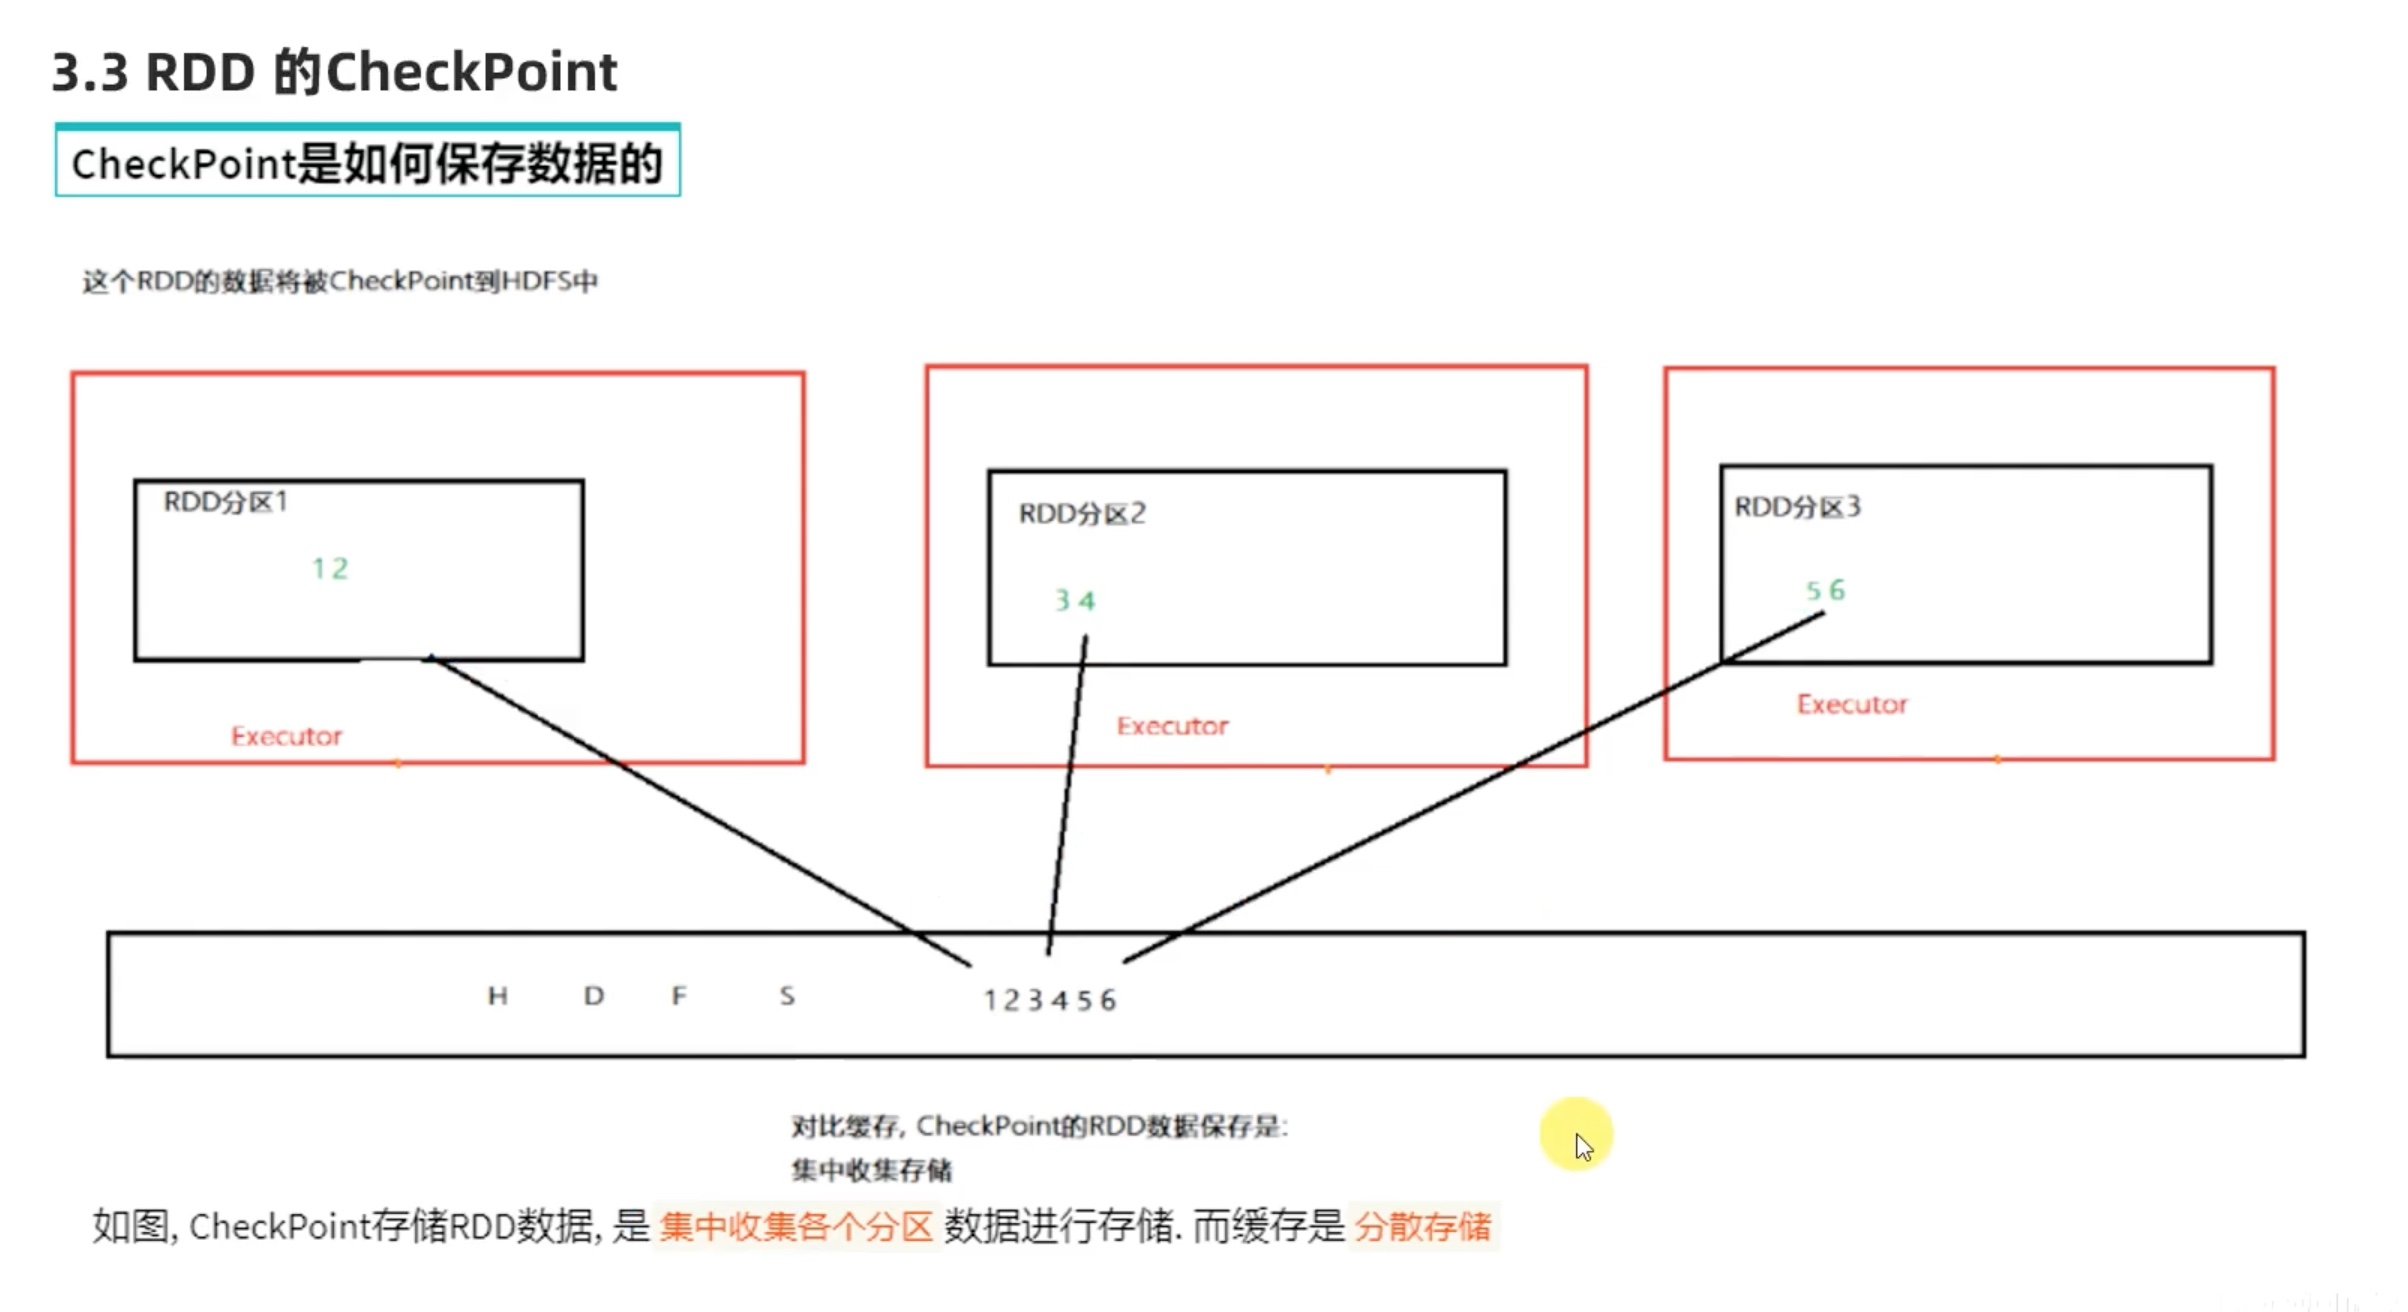 3.3 RDD 的CheckPoint
CheckPoint是如何保存数据的
这个RDD的数据将被CheckPoint到HDFS中
RDD分区1
1 2
Executor
RDD分区2
3 4
Executor
RDD分区3
5 6
Executor
H D F S 1 2 3 4 5 6
对比缓存, CheckPoint的RDD数据保存是:
集中收集存储
如图, CheckPoint存储RDD数据, 是 集中收集各个分区 数据进行存储. 而缓存是 分散存储